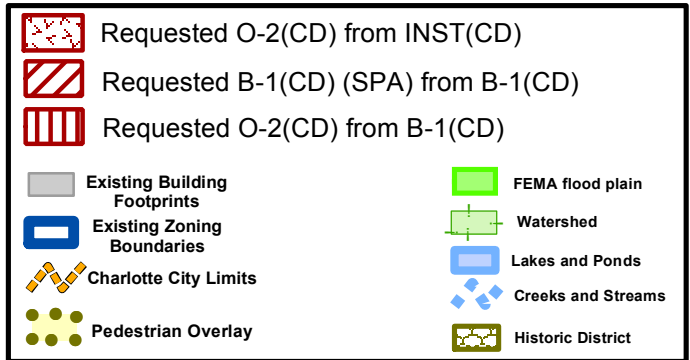 Requested O-2(CD) from INST(CD)
Requested B-1(CD) (SPA) from B-1(CD)
Requested O-2(CD) from B-1(CD)
Existing Building
Footprints
Existing Zoning
Boundaries
Charlotte City Limits
Pedestrian Overlay
FEMA flood plain
Watershed
Lakes and Ponds
Creeks and Streams
Historic District